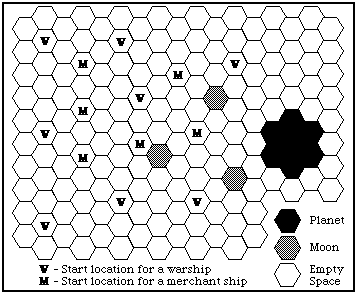 W W
M W
M
W
M
W M
M
M
W W
W
Planet
Moon
Empty
Space
W - Start location for a warship
M - Start location for a merchant ship